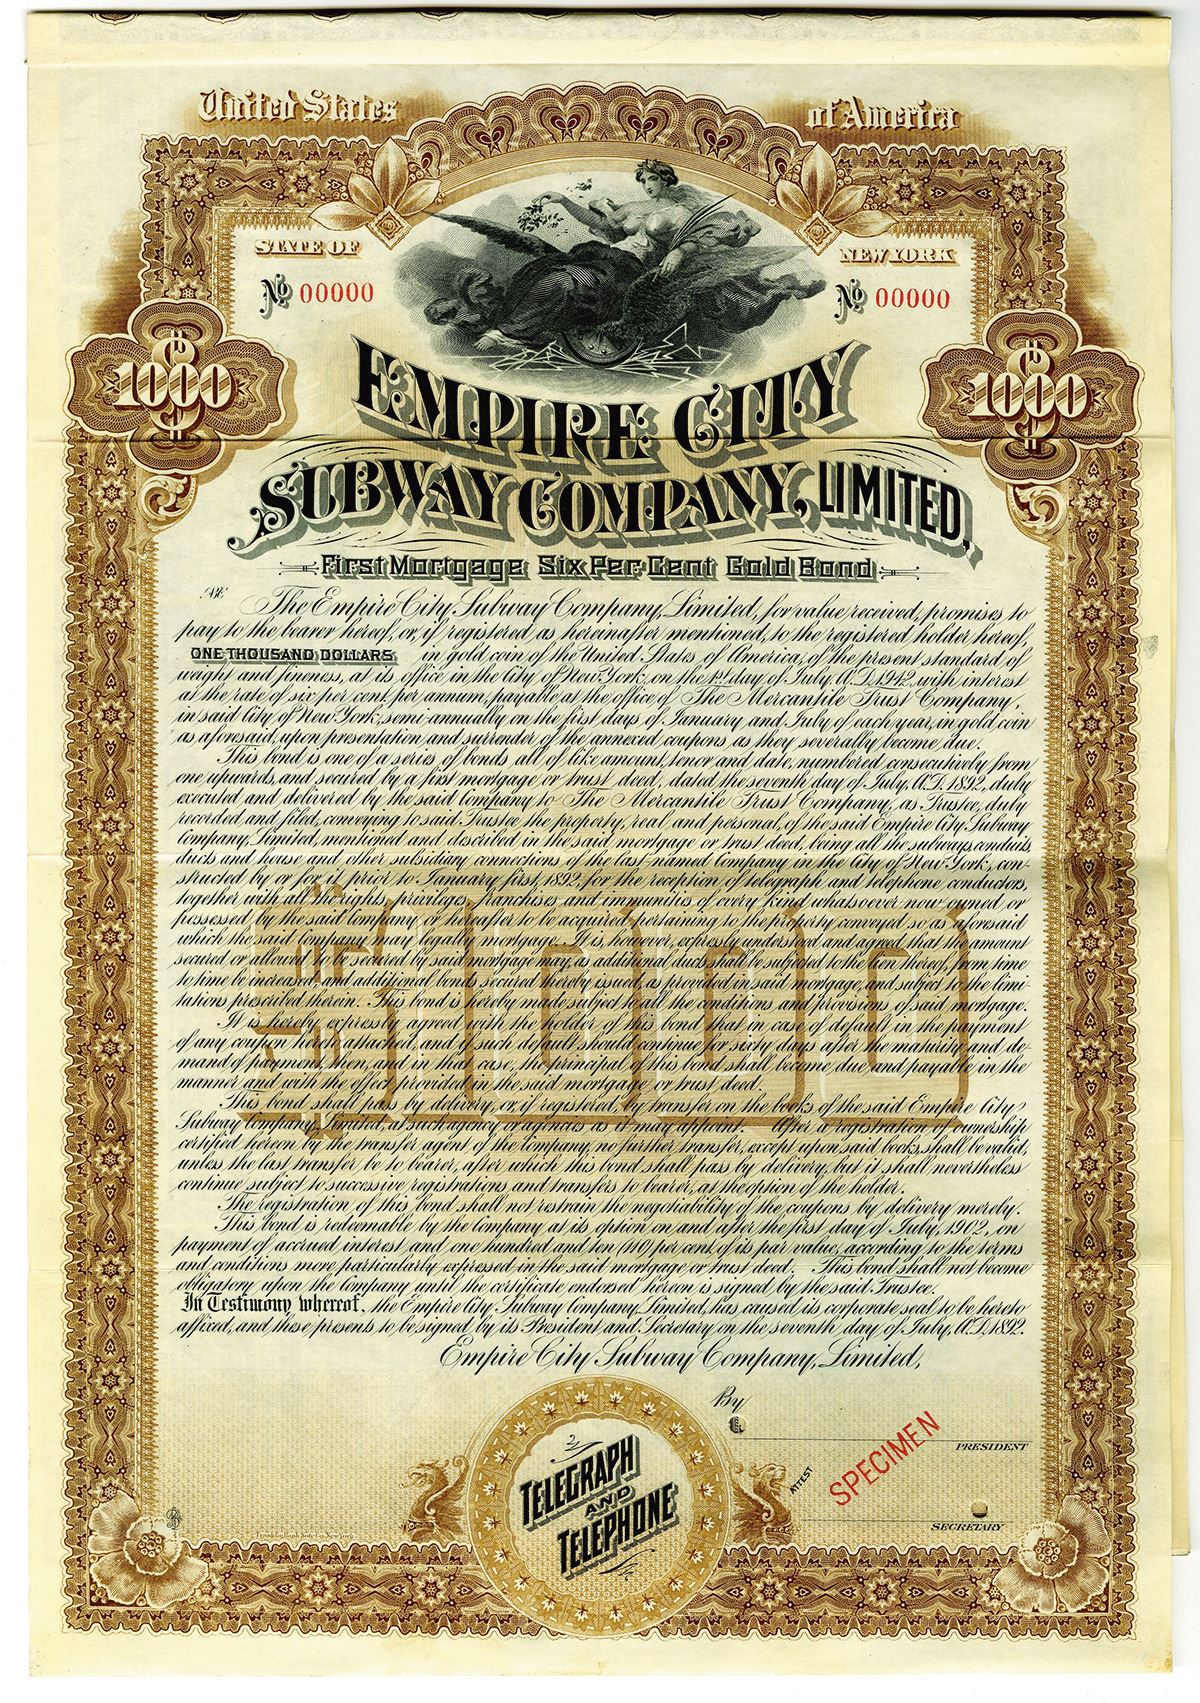 United States of America
STATE OF NEW YORK
No 00000 No 00000
$1000 $1000
EMPIRE CITY
SUBWAY COMPANY, LIMITED,
First Mortgage Six Per Cent Gold Bond
The Empire City Subway Company, Limited, for value received, promises to
pay to the bearer hereof, or, if registered as hereinafter mentioned, to the registered holder hereof,
ONE THOUSAND DOLLARS in gold coin of the United States of America, of the present standard of
weight and fineness, at its office in the City of New York, on the 1st day of July, A.D. 1942, with interest
at the rate of six per cent. per annum, payable at the office of The Mercantile Trust Company,
in said City of New York, semi-annually on the first days of January and July of each year, in gold coin
as aforesaid, upon presentation and surrender of the annexed coupons as they severally become due.
This bond is one of a series of bonds all of like amount, tenor and date, numbered consecutively from
one upwards, and secured by a first mortgage or trust deed, dated the seventh day of July, A.D. 1892, duly
executed and delivered by the said Company to The Mercantile Trust Company, as Trustee, duly
recorded and filed, conveying to said Trustee the property, real and personal, of the said Empire City Subway
Company, Limited, mentioned and described in the said mortgage or trust deed, being all the subways, conduits
ducts and house and other subsidiary connections of the last named Company in the City of New York, con-
structed by or for it prior to January first, 1892, for the reception of telegraph and telephone conductors,
together with all the rights, privileges, franchises and immunities of every kind whatsoever now owned or
possessed by the said Company or hereafter to be acquired pertaining to the property conveyed so as aforesaid
which the said Company may legally mortgage. It is, however, expressly understood and agreed that the amount
secured or allowed to be secured by said mortgage may, as additional ducts shall be subjected to the lien thereof, from time
to time be increased, and additional bonds secured thereby issued, as provided in said mortgage, and subject to the limi-
tations prescribed therein. This bond is hereby made subject to all the conditions and provisions of said mortgage.
It is hereby expressly agreed with the holder of this bond that in case of default in the payment
of any coupon hereto attached, and if such default should continue for sixty days after the maturity and de-
mand of payment, then, and in that case, the principal of this bond shall become due and payable in the
manner and with the effect provided in the said mortgage or trust deed.
This bond shall pass by delivery, or, if registered, by transfer on the books of the said Empire City
Subway Company, Limited, at such agency or agencies as it may appoint. After a registration of ownership
certified hereon by the transfer agent of the Company, no further transfer, except upon said books, shall be valid,
unless the last transfer be to bearer, after which this bond shall pass by delivery, but it shall nevertheless
continue subject to successive registrations and transfers to bearer, at the option of the holder.
The registration of this bond shall not restrain the negotiability of the coupons by delivery merely.
This bond is redeemable by the Company at its option on and after the first day of July, 1902, on
payment of accrued interest and one hundred and ten (110) per cent. of its par value, according to the terms
and conditions more particularly expressed in the said mortgage or trust deed. This bond shall not become
obligatory upon the Company until the certificate endorsed hereon is signed by the said Trustee.
In Testimony whereof, the Empire City Subway Company, Limited, has caused its corporate seal to be hereto
affixed, and these presents to be signed by its President and Secretary on the seventh day of July, A.D. 1892.
Empire City Subway Company, Limited,
By
PRESIDENT
ATTEST
SPECIMEN
SECRETARY
TELEGRAPH
AND
TELEPHONE